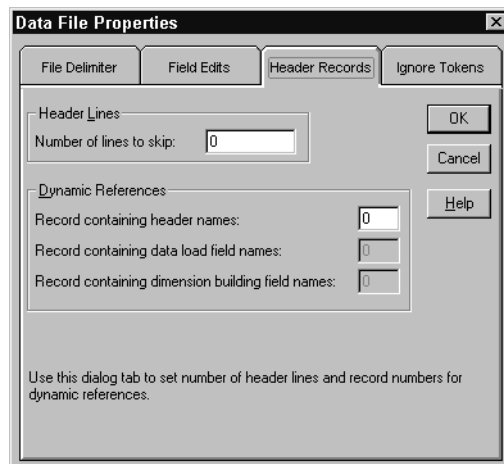 Data File Properties
File Delimiter
Field Edits
Header Records
Ignore Tokens
Header Lines
Number of lines to skip: 0
OK
Cancel
Help
Dynamic References
Record containing header names: 0
Record containing data load field names: 0
Record containing dimension building field names: 0
Use this dialog tab to set number of header lines and record numbers for
dynamic references.